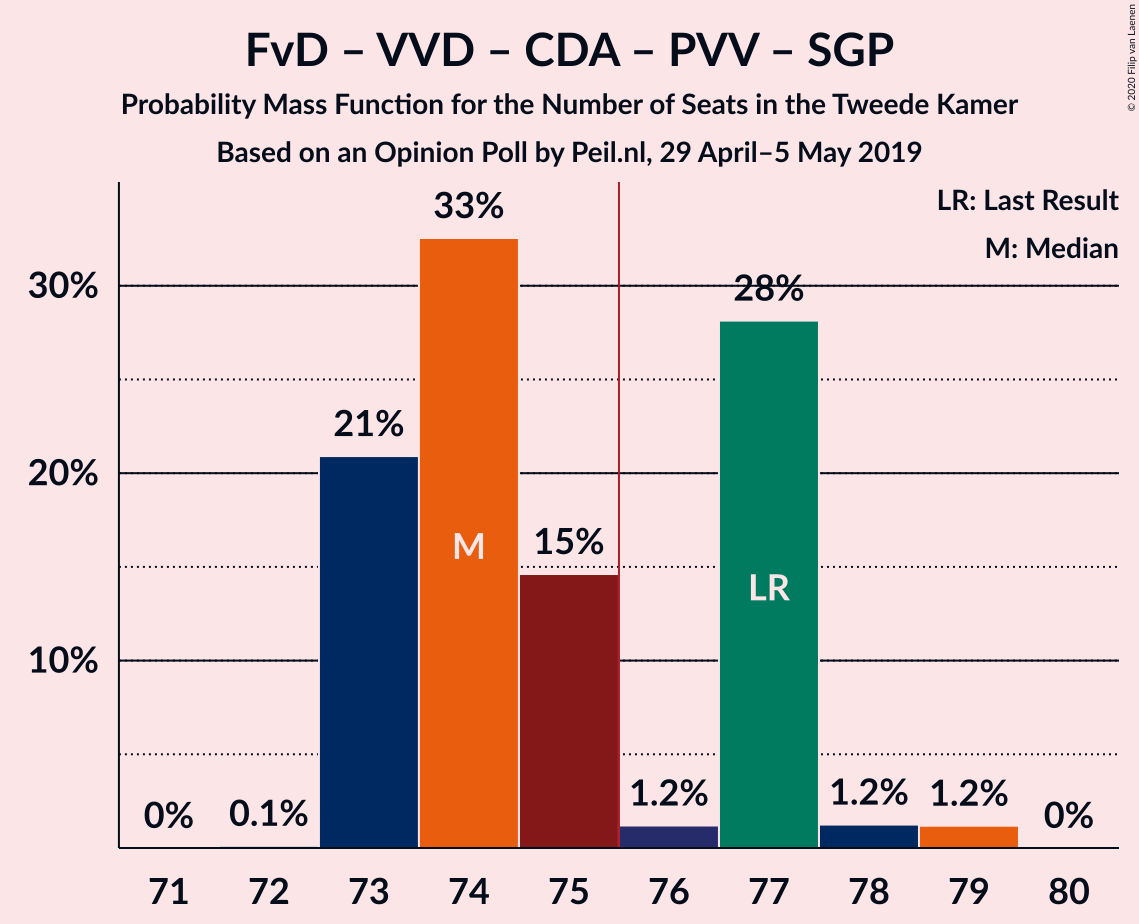 FvD – VVD – CDA – PVV – SGP
Probability Mass Function for the Number of Seats in the Tweede Kamer
Based on an Opinion Poll by Peil.nl, 29 April–5 May 2019
© 2020 Filip van Laenen
LR: Last Result
M: Median
30%
20%
10%
0%
0.1%
21%
33%
15%
1.2%
28%
1.2%
1.2%
0%
M
LR
71 72 73 74 75 76 77 78 79 80